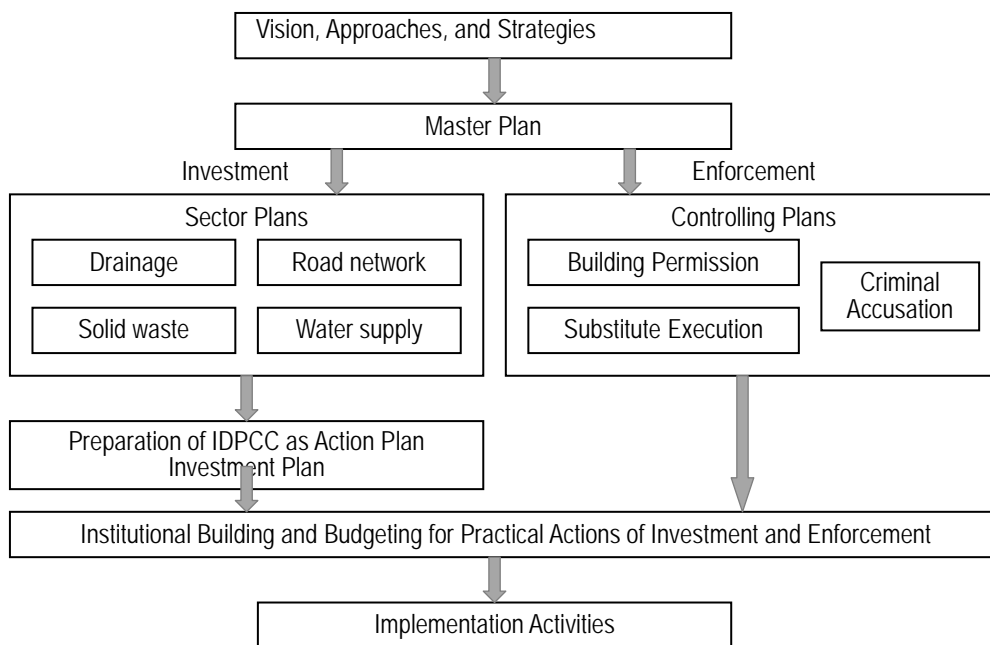 Vision, Approaches, and Strategies
Master Plan
Investment
Enforcement
Sector Plans
Drainage
Road network
Solid waste
Water supply
Controlling Plans
Building Permission
Substitute Execution
Criminal
Accusation
Preparation of IDPCC as Action Plan
Investment Plan
Institutional Building and Budgeting for Practical Actions of Investment and Enforcement
Implementation Activities